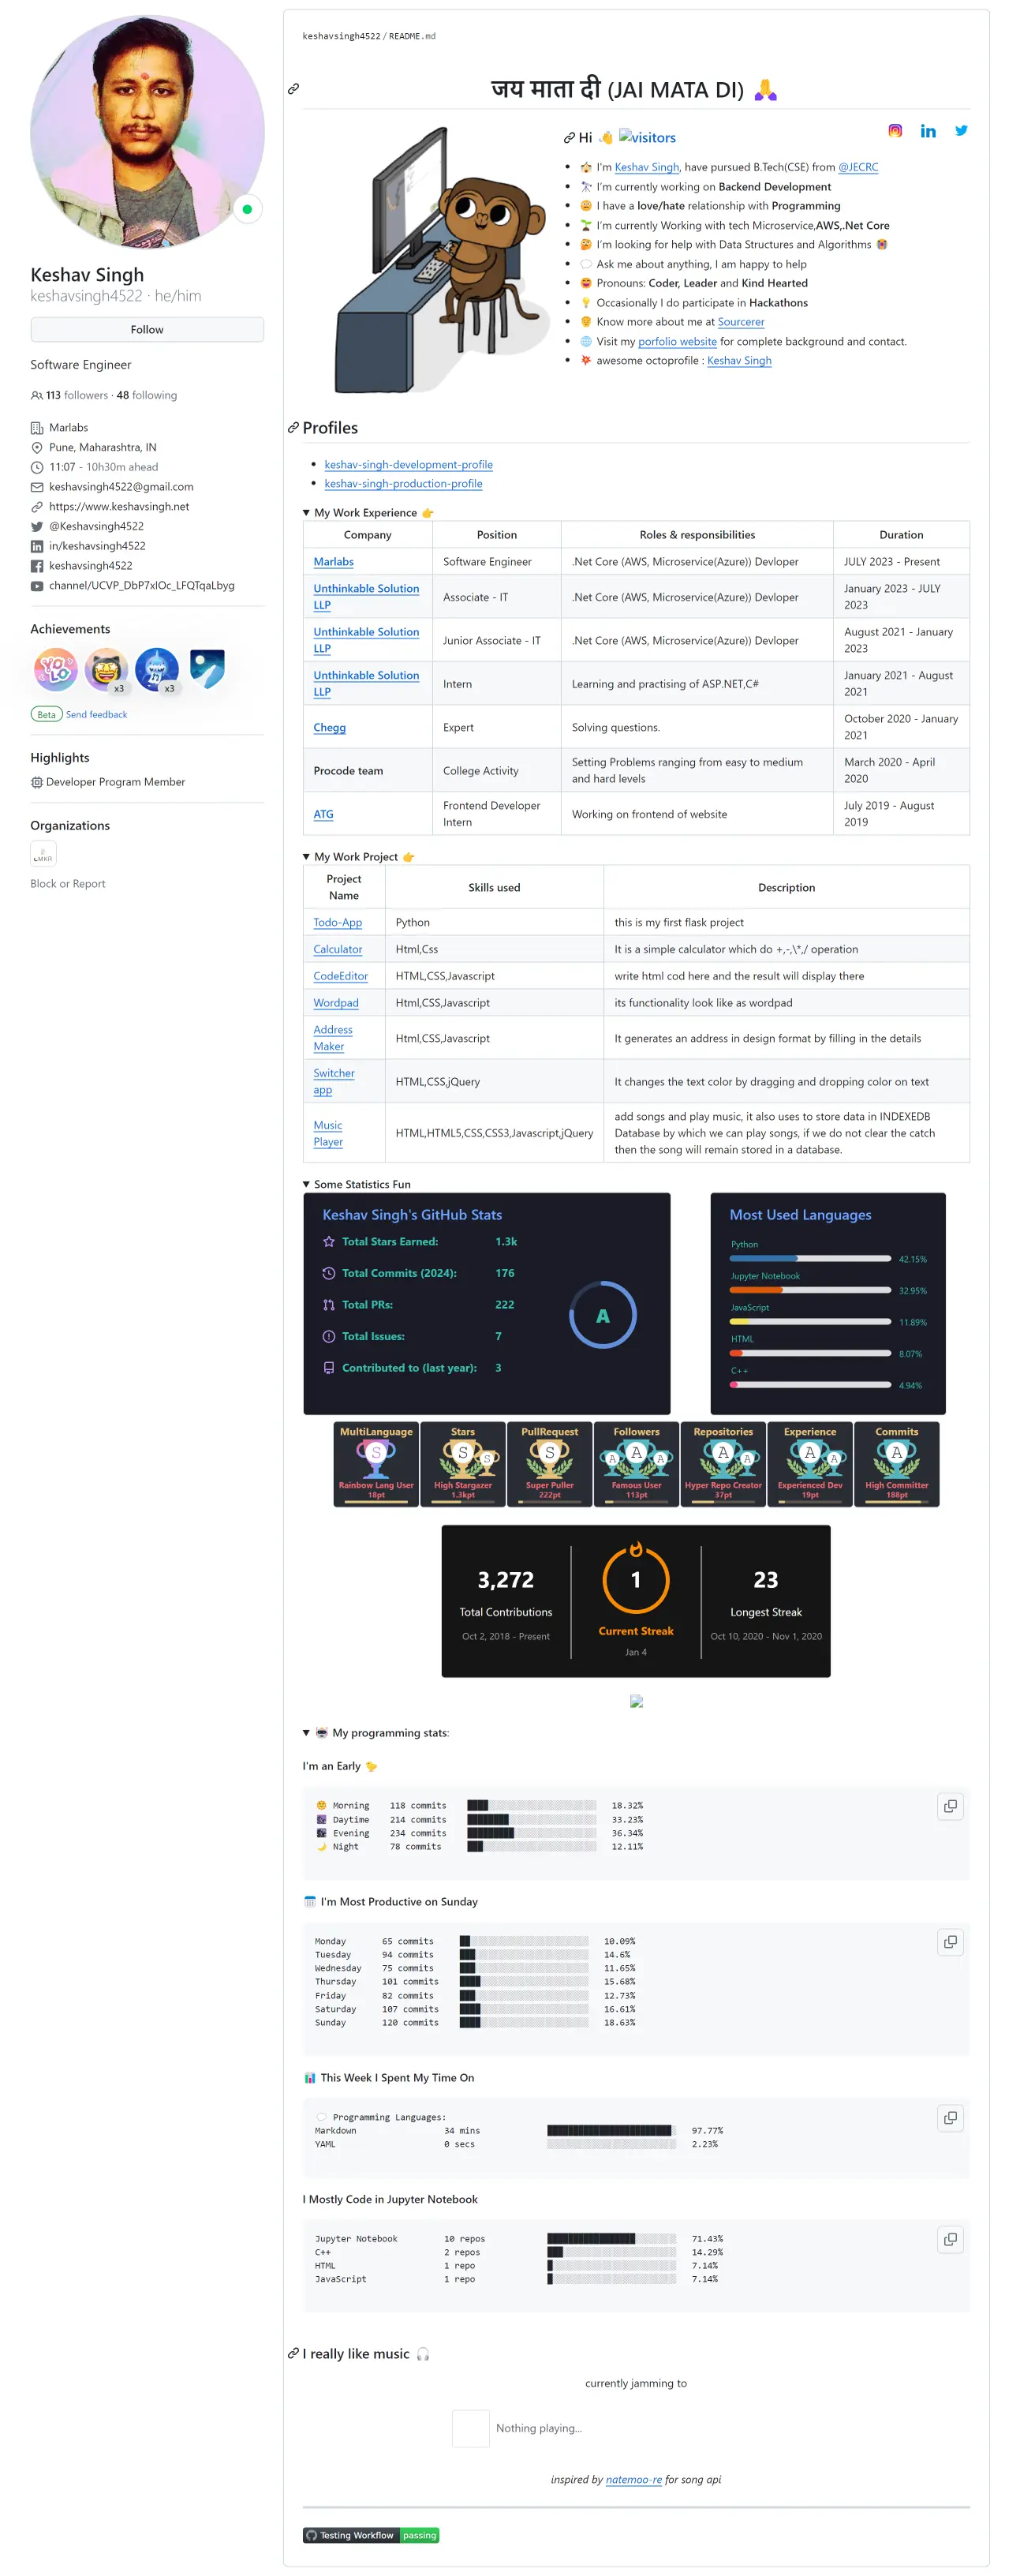 Keshav Singh
keshavsingh4522 · he/him
Follow
Software Engineer
113 followers · 48 following
Marlabs
Pune, Maharashtra, IN
11:07 - 10h30m ahead
keshavsingh4522@gmail.com
https://www.keshavsingh.net
@Keshavsingh4522
in/keshavsingh4522
keshavsingh4522
channel/UCVP_DbP7xIOc_LFQTqaLbyg
Achievements
YOLO
x3
x3
Beta Send feedback
Highlights
Developer Program Member
Organizations
Block or Report
keshavsingh4522/README.md
जय माता दी (JAI MATA DI) 🙏
Hi 👋 visitors
I'm Keshav Singh, have pursued B.Tech(CSE) from @JECRC
I'm currently working on Backend Development
I have a love/hate relationship with Programming
I'm currently Working with tech Microservice,AWS,.Net Core
I'm looking for help with Data Structures and Algorithms
Ask me about anything, I am happy to help
Pronouns: Coder, Leader and Kind Hearted
Occasionally I do participate in Hackathons
Know more about me at Sourcerer
Visit my porfolio website for complete background and contact.
awesome octoprofile : Keshav Singh
Profiles
keshav-singh-development-profile
keshav-singh-production-profile
My Work Experience 👉
Company Position Roles & responsibilities Duration
Marlabs Software Engineer .Net Core (AWS, Microservice(Azure)) Devloper JULY 2023 - Present
Unthinkable Solution LLP Associate - IT .Net Core (AWS, Microservice(Azure)) Devloper January 2023 - JULY 2023
Unthinkable Solution LLP Junior Associate - IT .Net Core (AWS, Microservice(Azure)) Devloper August 2021 - January 2023
Unthinkable Solution LLP Intern Learning and practising of ASP.NET,C# January 2021 - August 2021
Chegg Expert Solving questions. October 2020 - January 2021
Procode team College Activity Setting Problems ranging from easy to medium and hard levels March 2020 - April 2020
ATG Frontend Developer Intern Working on frontend of website July 2019 - August 2019
My Work Project 👉
Project Name Skills used Description
Todo-App Python this is my first flask project
Calculator Html,Css It is a simple calculator which do +,-,\*,/ operation
CodeEditor HTML,CSS,Javascript write html cod here and the result will display there
Wordpad Html,CSS,Javascript its functionality look like as wordpad
Address Maker Html,CSS,Javascript It generates an address in design format by filling in the details
Switcher app HTML,CSS,jQuery It changes the text color by dragging and dropping color on text
Music Player HTML,HTML5,CSS,CSS3,Javascript,jQuery add songs and play music, it also uses to store data in INDEXEDB Database by which we can play songs, if we do not clear the catch then the song will remain stored in a database.
Some Statistics Fun
Keshav Singh's GitHub Stats
Total Stars Earned: 1.3k
Total Commits (2024): 176
Total PRs: 222
Total Issues: 7
Contributed to (last year): 3
A
Most Used Languages
Python
42.15%
Jupyter Notebook
32.95%
JavaScript
11.89%
HTML
8.07%
C++
4.94%
MultiLanguage Stars PullRequest Followers Repositories Experience Commits
S S S S A A A A A A A A A
Rainbow Lang User High Stargazer Super Puller Famous User Hyper Repo Creator Experienced Dev High Committer
18pt 1.3kpt 222pt 113pt 37pt 19pt 188pt
3,272 1 23
Total Contributions Current Streak Longest Streak
Oct 2, 2018 - Present Jan 4 Oct 10, 2020 - Nov 1, 2020
My programming stats:
I'm an Early 🐤
Morning 118 commits 18.32%
Daytime 214 commits 33.23%
Evening 234 commits 36.34%
Night 78 commits 12.11%
I'm Most Productive on Sunday
Monday 65 commits 10.09%
Tuesday 94 commits 14.6%
Wednesday 75 commits 11.65%
Thursday 101 commits 15.68%
Friday 82 commits 12.73%
Saturday 107 commits 16.61%
Sunday 120 commits 18.63%
This Week I Spent My Time On
Programming Languages:
Markdown 34 mins 97.77%
YAML 0 secs 2.23%
I Mostly Code in Jupyter Notebook
Jupyter Notebook 10 repos 71.43%
C++ 2 repos 14.29%
HTML 1 repo 7.14%
JavaScript 1 repo 7.14%
I really like music 🎧
currently jamming to
Nothing playing...
inspired by natemoo-re for song api
Testing Workflow passing